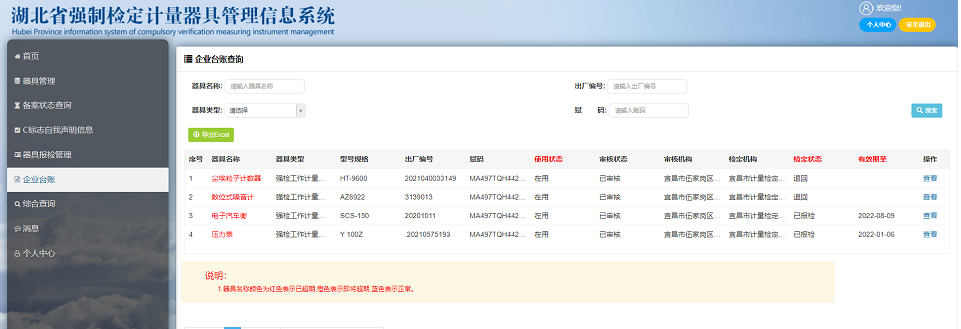 湖北省强制检定计量器具管理信息系统
Hubei Province information system of compulsory verification measuring instrument management
欢迎您!
个人中心 安全退出
首页
器具管理
备案状态查询
C标志自我声明信息
器具报检管理
企业台账
综合查询
消息
个人中心
企业台账查询
器具名称: 请输入器具名称 出厂编号: 请输入出厂编号
器具类型: 请选择 赋 码: 请输入赋码 搜索
导出Excel
序号 器具名称 器具类型 型号规格 出厂编号 赋码 使用状态 审核状态 审核机构 检定机构 检定状态 有效期至 操作
1 尘埃粒子计数器 强检工作计量... HT-9600 2021040033149 MA497TQH442... 在用 已审核 宜昌市伍家岗区... 宜昌市计量检定... 退回 查看
2 数位式噪音计 强检工作计量... AZ8922 3139013 MA497TQH442... 在用 已审核 宜昌市伍家岗区... 宜昌市计量检定... 退回 查看
3 电子汽车衡 强检工作计量... SCS-150 20201011 MA497TQH442... 在用 已审核 宜昌市伍家岗区... 宜昌市计量检定... 已报检 2022-08-09 查看
4 压力表 强检工作计量... Y 100Z .20210575193 MA497TQH442... 在用 已审核 宜昌市伍家岗区... 宜昌市计量检定... 已报检 2022-01-06 查看
说明:
1.器具名称颜色为红色表示已超期,橙色表示即将超期,蓝色表示正常。